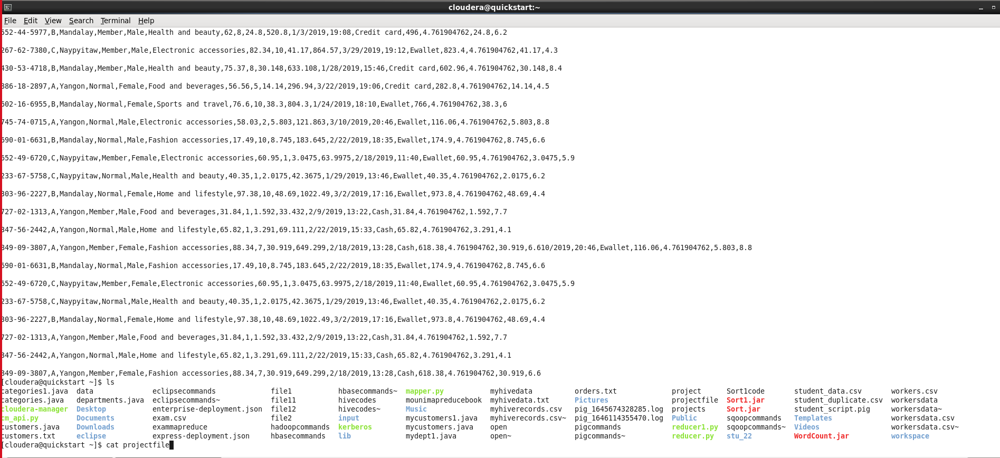 cloudera@quickstart:~
File Edit View Search Terminal Help
552-44-5977,B,Mandalay,Member,Male,Health and beauty,62,8,24.8,520.8,1/3/2019,19:08,Credit card,496,4.761904762,24.8,6.2
267-62-7380,C,Naypyitaw,Member,Male,Electronic accessories,82.34,10,41.17,864.57,3/29/2019,19:12,Ewallet,823.4,4.761904762,41.17,4.3
430-53-4718,B,Mandalay,Member,Male,Health and beauty,75.37,8,30.148,633.108,1/28/2019,15:46,Credit card,602.96,4.761904762,30.148,8.4
886-18-2897,A,Yangon,Normal,Female,Food and beverages,56.56,5,14.14,296.94,3/22/2019,19:06,Credit card,282.8,4.761904762,14.14,4.5
602-16-6955,B,Mandalay,Normal,Female,Sports and travel,76.6,10,38.3,804.3,1/24/2019,18:10,Ewallet,766,4.761904762,38.3,6
745-74-0715,A,Yangon,Normal,Male,Electronic accessories,58.03,2,5.803,121.863,3/10/2019,20:46,Ewallet,116.06,4.761904762,5.803,8.8
690-01-6631,B,Mandalay,Normal,Male,Fashion accessories,17.49,10,8.745,183.645,2/22/2019,18:35,Ewallet,174.9,4.761904762,8.745,6.6
652-49-6720,C,Naypyitaw,Member,Female,Electronic accessories,60.95,1,3.0475,63.9975,2/18/2019,11:40,Ewallet,60.95,4.761904762,3.0475,5.9
233-67-5758,C,Naypyitaw,Normal,Male,Health and beauty,40.35,1,2.0175,42.3675,1/29/2019,13:46,Ewallet,40.35,4.761904762,2.0175,6.2
303-96-2227,B,Mandalay,Normal,Female,Home and lifestyle,97.38,10,48.69,1022.49,3/2/2019,17:16,Ewallet,973.8,4.761904762,48.69,4.4
727-02-1313,A,Yangon,Member,Male,Food and beverages,31.84,1,1.592,33.432,2/9/2019,13:22,Cash,31.84,4.761904762,1.592,7.7
347-56-2442,A,Yangon,Normal,Male,Home and lifestyle,65.82,1,3.291,69.111,2/22/2019,15:33,Cash,65.82,4.761904762,3.291,4.1
849-09-3807,A,Yangon,Member,Female,Fashion accessories,88.34,7,30.919,649.299,2/18/2019,13:28,Cash,618.38,4.761904762,30.919,6.610/2019,20:46,Ewallet,116.06,4.761904762,5.803,8.8
690-01-6631,B,Mandalay,Normal,Male,Fashion accessories,17.49,10,8.745,183.645,2/22/2019,18:35,Ewallet,174.9,4.761904762,8.745,6.6
652-49-6720,C,Naypyitaw,Member,Female,Electronic accessories,60.95,1,3.0475,63.9975,2/18/2019,11:40,Ewallet,60.95,4.761904762,3.0475,5.9
233-67-5758,C,Naypyitaw,Normal,Male,Health and beauty,40.35,1,2.0175,42.3675,1/29/2019,13:46,Ewallet,40.35,4.761904762,2.0175,6.2
303-96-2227,B,Mandalay,Normal,Female,Home and lifestyle,97.38,10,48.69,1022.49,3/2/2019,17:16,Ewallet,973.8,4.761904762,48.69,4.4
727-02-1313,A,Yangon,Member,Male,Food and beverages,31.84,1,1.592,33.432,2/9/2019,13:22,Cash,31.84,4.761904762,1.592,7.7
347-56-2442,A,Yangon,Normal,Male,Home and lifestyle,65.82,1,3.291,69.111,2/22/2019,15:33,Cash,65.82,4.761904762,3.291,4.1
849-09-3807,A,Yangon,Member,Female,Fashion accessories,88.34,7,30.919,649.299,2/18/2019,13:28,Cash,618.38,4.761904762,30.919,6.6
[cloudera@quickstart ~]$ ls
categories1.java data eclipsecommands file1 hbasecommands~ mapper.py myhivedata orders.txt project Sort1code student_data.csv workers.csv
categories.java departments.java eclipsecommands~ file11 hivecodes mounimapreducebook myhivedata.txt Pictures projectfile Sort1.jar student_duplicate.csv workersdata
cloudera-manager Desktop enterprise-deployment.json file12 hivecodes~ Music myhiverecords.csv pig_1645674328285.log projects Sort.jar student_script.pig workersdata~
cm_api.py Documents exam.csv file2 input mycustomers1.java myhiverecords.csv~ pig_1646114355470.log Public sqoopcommands Templates workersdata.csv
customers.java Downloads exammapreduce hadoopcommands kerberos mycustomers.java open pigcommands reducer1.py sqoopcommands~ Videos workersdata.csv~
customers.txt eclipse express-deployment.json hbasecommands lib mydept1.java open~ pigcommands~ reducer.py stu_22 WordCount.jar workspace
[cloudera@quickstart ~]$ cat projectfile